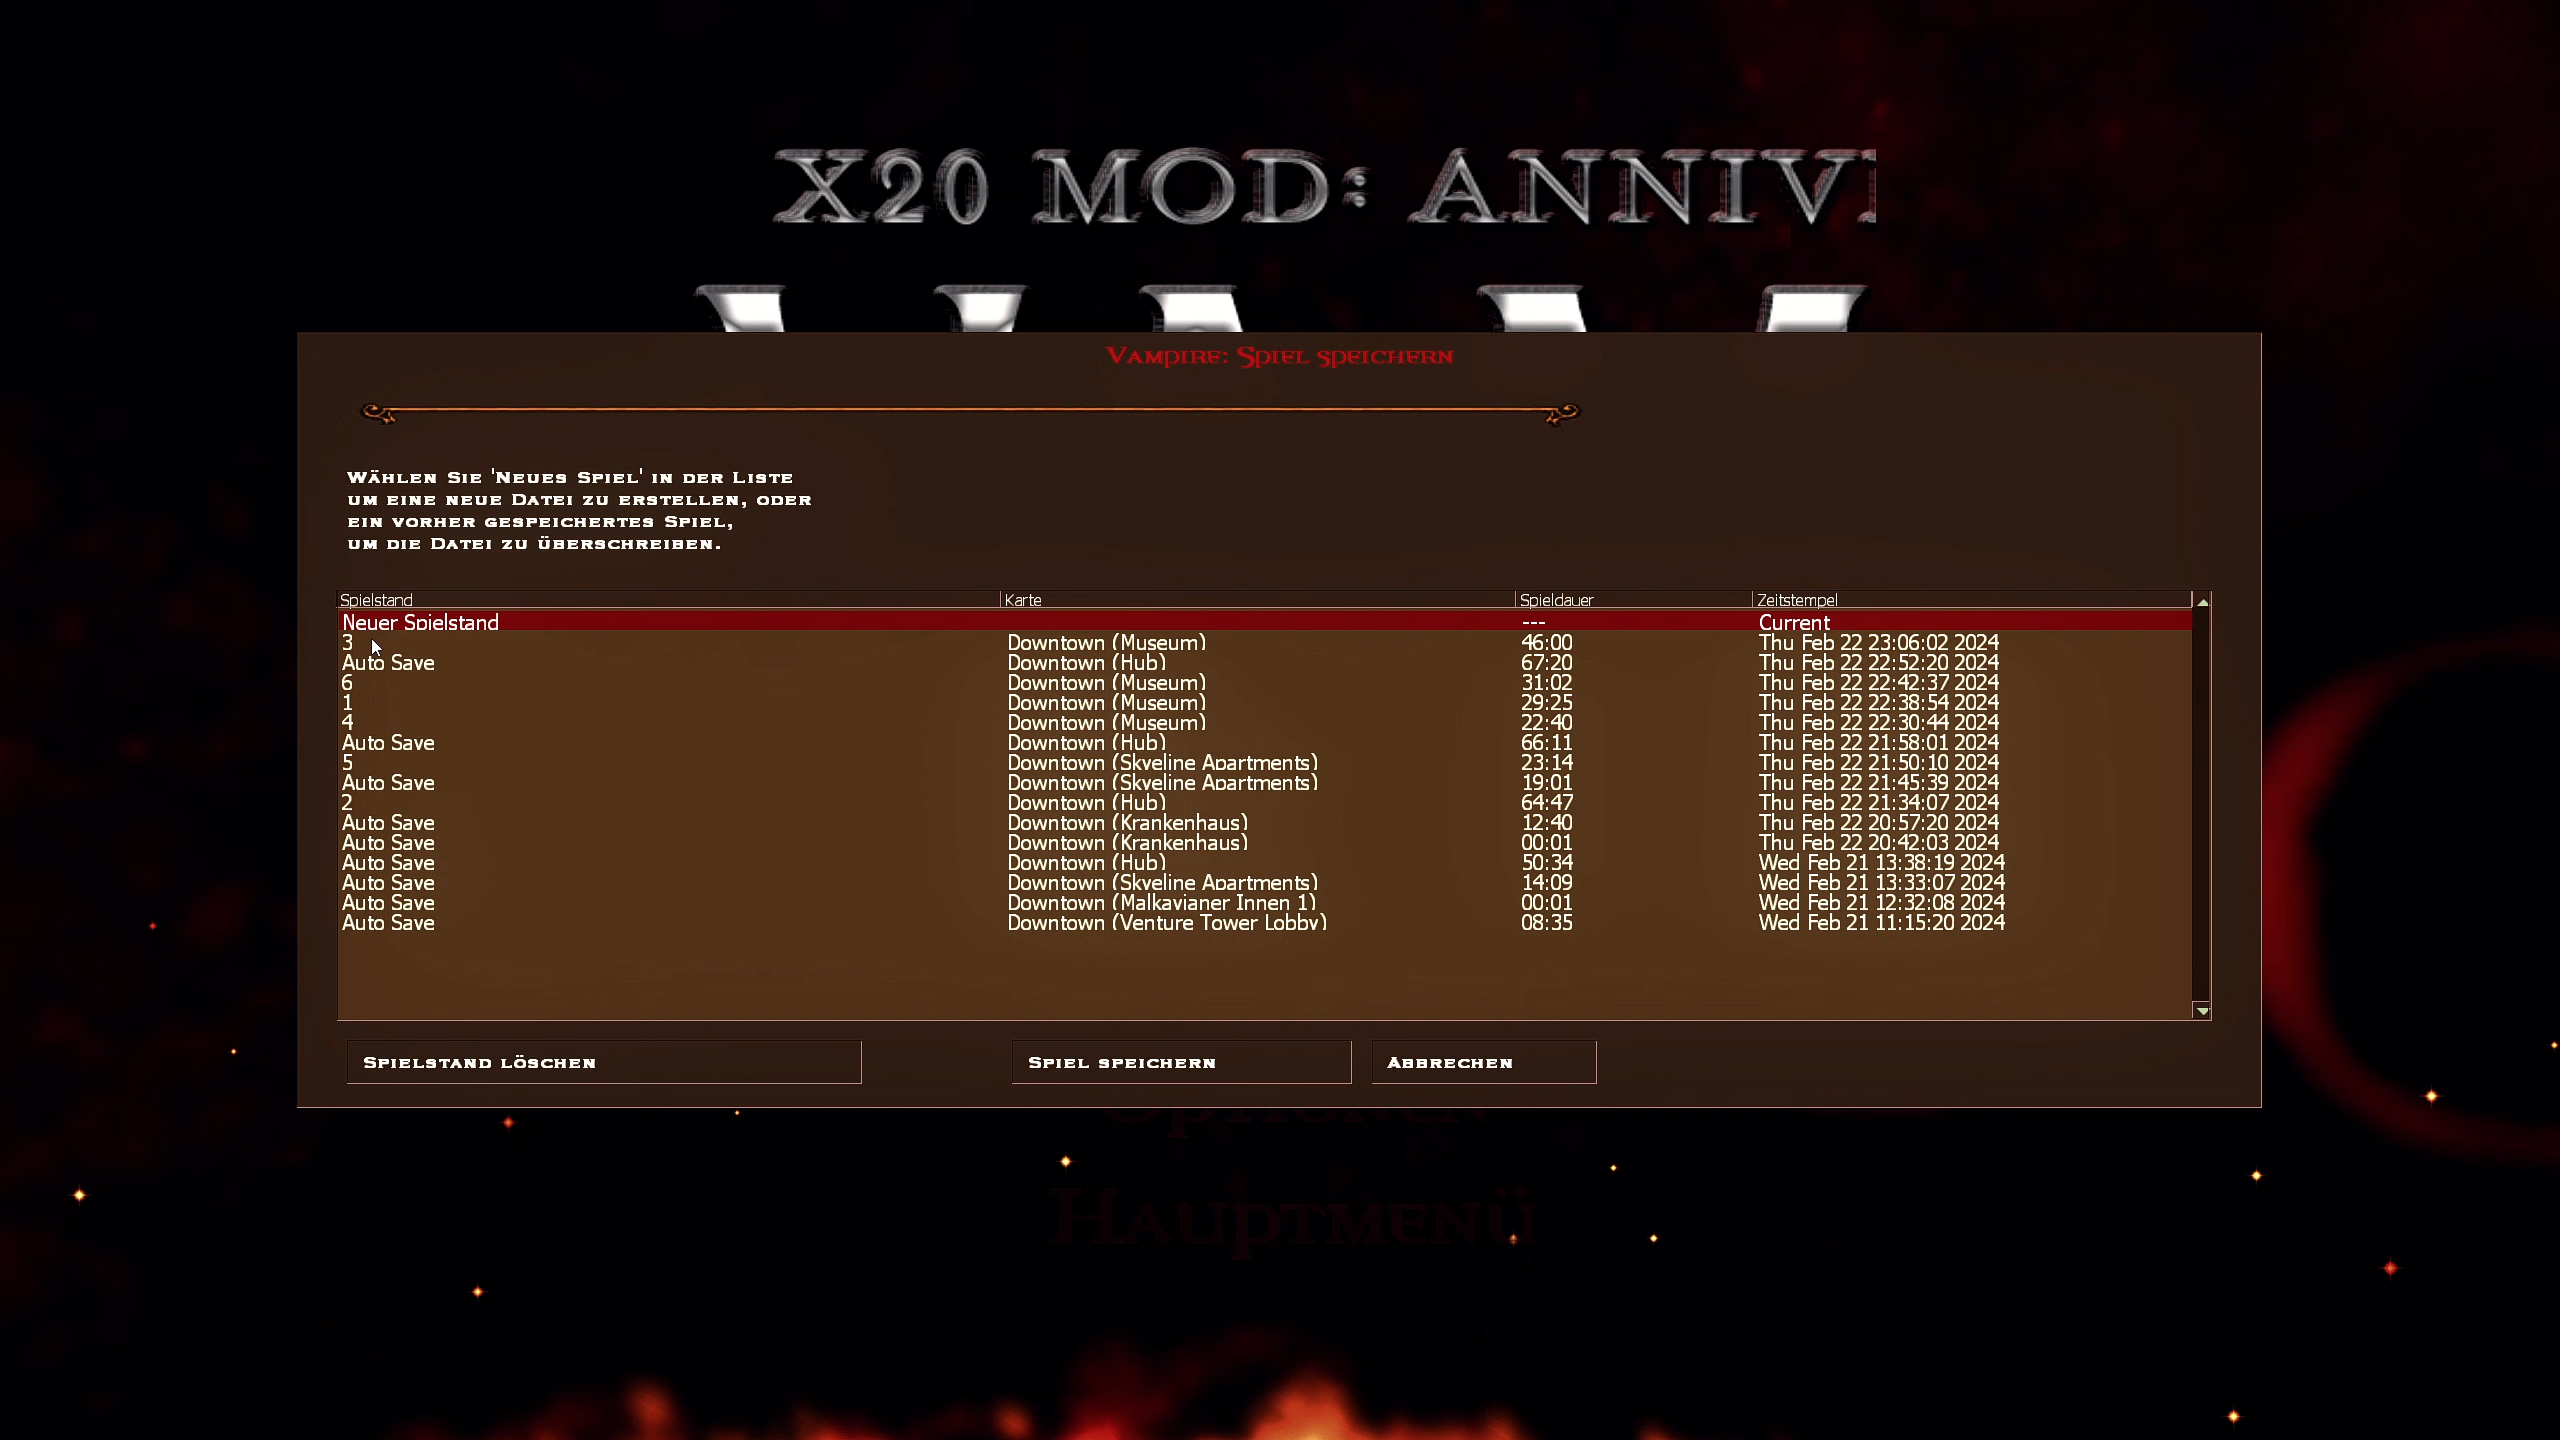 X20 MOD: ANNIV
Vampire: Spiel speichern
Wählen Sie 'Neues Spiel' in der Liste
um eine neue Datei zu erstellen, oder
ein vorher gespeichertes Spiel,
um die Datei zu überschreiben.
Spielstand Karte Spieldauer Zeitstempel
Neuer Spielstand --- Current
3 Downtown (Museum) 46:00 Thu Feb 22 23:06:02 2024
Auto Save Downtown (Hub) 67:20 Thu Feb 22 22:52:20 2024
6 Downtown (Museum) 31:02 Thu Feb 22 22:42:37 2024
1 Downtown (Museum) 29:25 Thu Feb 22 22:38:54 2024
4 Downtown (Museum) 22:40 Thu Feb 22 22:30:44 2024
Auto Save Downtown (Hub) 66:11 Thu Feb 22 21:58:01 2024
5 Downtown (Skyeline Apartments) 23:14 Thu Feb 22 21:50:10 2024
Auto Save Downtown (Skyeline Apartments) 19:01 Thu Feb 22 21:45:39 2024
2 Downtown (Hub) 64:47 Thu Feb 22 21:34:07 2024
Auto Save Downtown (Krankenhaus) 12:40 Thu Feb 22 20:57:20 2024
Auto Save Downtown (Krankenhaus) 00:01 Thu Feb 22 20:42:03 2024
Auto Save Downtown (Hub) 50:34 Wed Feb 21 13:38:19 2024
Auto Save Downtown (Skyeline Apartments) 14:09 Wed Feb 21 13:33:07 2024
Auto Save Downtown (Malkavianer Innen 1) 00:01 Wed Feb 21 12:32:08 2024
Auto Save Downtown (Venture Tower Lobby) 08:35 Wed Feb 21 11:15:20 2024
Spielstand löschen Spiel speichern Abbrechen
Optionen
Hauptmenü